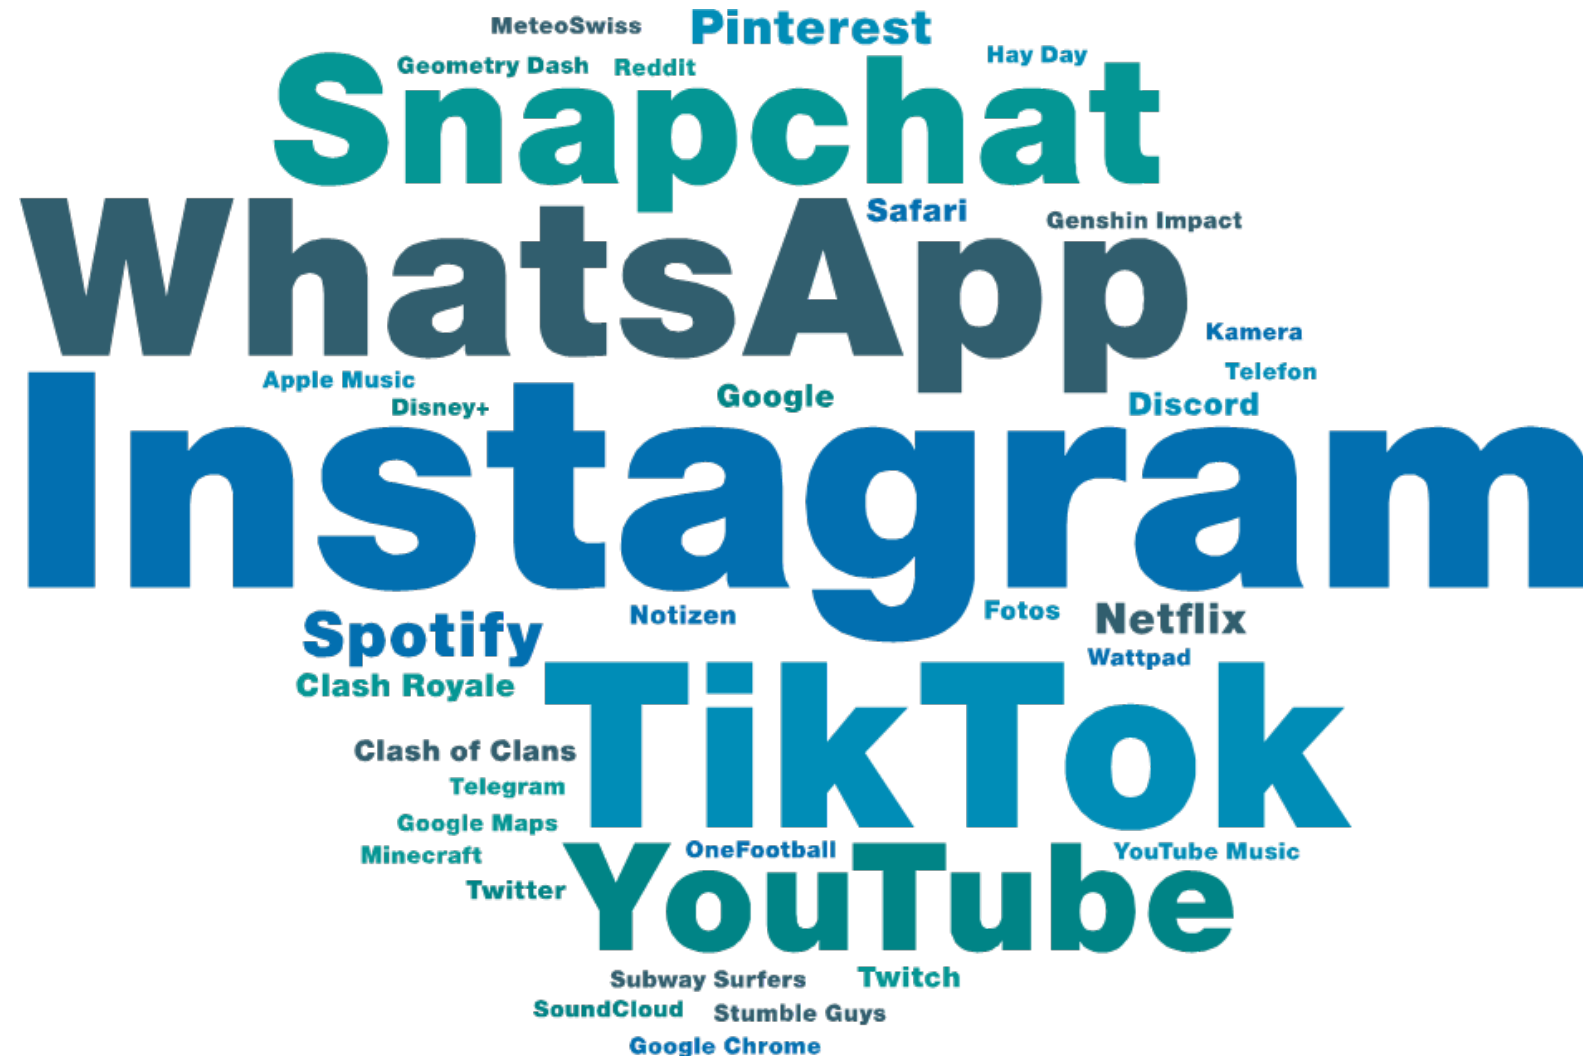 MeteoSwiss
Pinterest
Hay Day
Geometry Dash
Reddit
Snapchat
Safari
Genshin Impact
WhatsApp
Kamera
Telefon
Apple Music
Disney+
Google
Discord
Instagram
Spotify
Notizen
Fotos
Netflix
Wattpad
Clash Royale
TikTok
Clash of Clans
Telegram
Google Maps
Minecraft
OneFootball
YouTube Music
Twitter
YouTube
Subway Surfers
Twitch
SoundCloud
Stumble Guys
Google Chrome